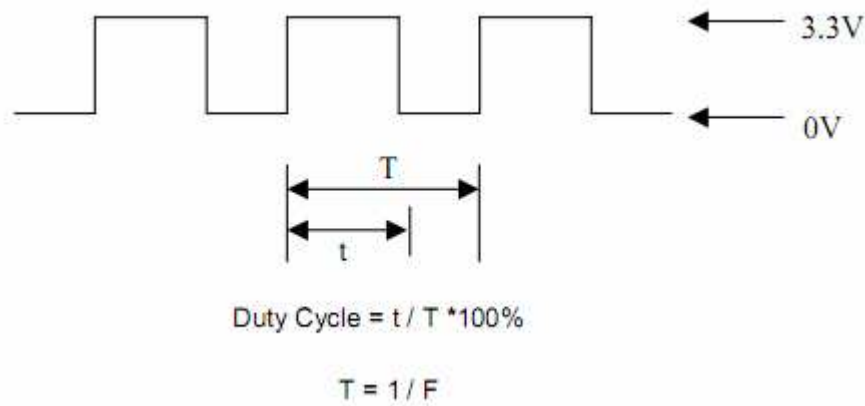 3.3V
0V
T
t
Duty Cycle = t / T *100%
T = 1 / F